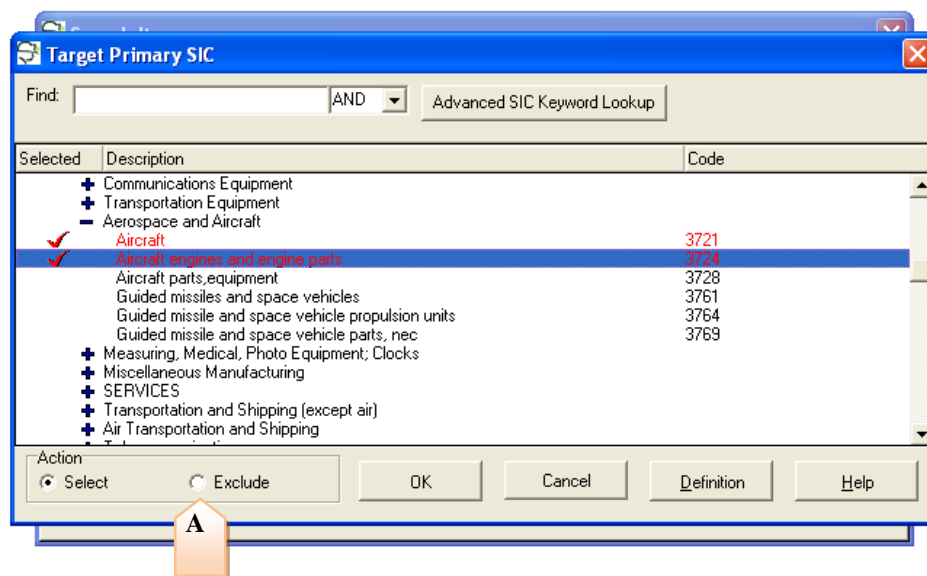 Target Primary SIC
Find: AND Advanced SIC Keyword Lookup
Selected Description Code
Communications Equipment
Transportation Equipment
Aerospace and Aircraft
Aircraft 3721
Aircraft engines and engine parts 3724
Aircraft parts,equipment 3728
Guided missiles and space vehicles 3761
Guided missile and space vehicle propulsion units 3764
Guided missile and space vehicle parts, nec 3769
Measuring, Medical, Photo Equipment; Clocks
Miscellaneous Manufacturing
SERVICES
Transportation and Shipping (except air)
Air Transportation and Shipping
Action
Select Exclude OK Cancel Definition Help
A